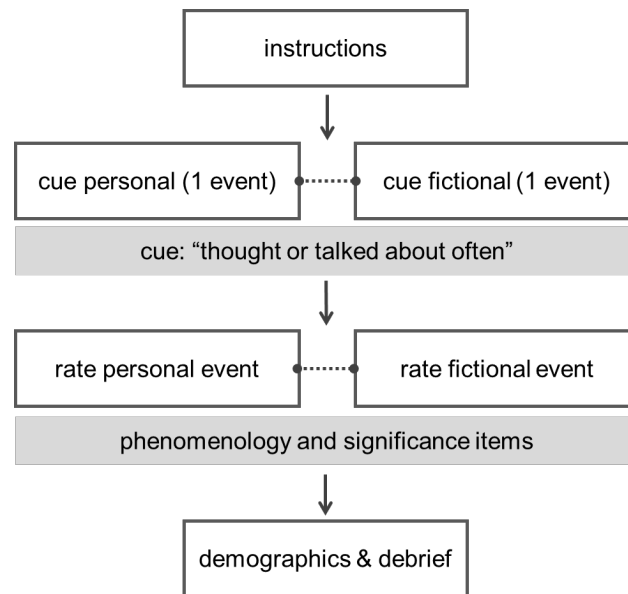 instructions
cue personal (1 event)
cue fictional (1 event)
cue: “thought or talked about often”
rate personal event
rate fictional event
phenomenology and significance items
demographics & debrief